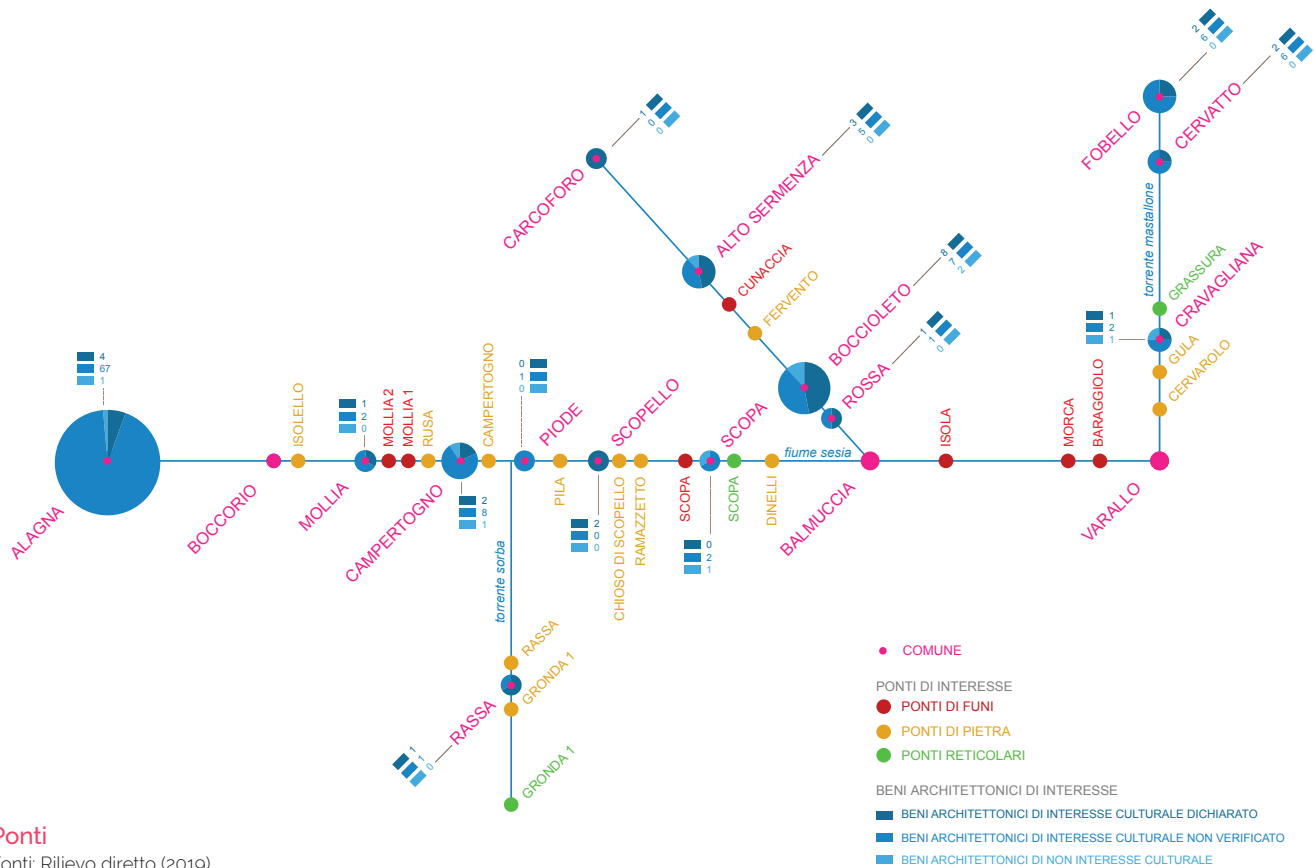 2
6
0
FOBELLO
2
6
0
CERVATTO
1
0
0
CARCOFORO
3
5
0
ALTO SERMENZA
torrente mastallone
CUNACCIA
FERVENTO
8
7
2
BOCCIOLETO
1
1
0
ROSSA
GRASSURA
CRAVAGLIANA
1
2
1
GULA
CERVAROLO
4
67
1
ALAGNA
BOCCORIO
ISOLELLO
1
2
0
MOLLIA
MOLLIA 2
MOLLIA 1
RUSA
CAMPERTOGNO
2
8
1
CAMPERTOGNO
0
1
0
PIODE
PILA
SCOPELLO
2
0
0
CHIOSO DI SCOPELLO
RAMAZZETTO
SCOPA
SCOPA
0
2
1
SCOPA
DINELLI
fiume sesia
BALMUCCIA
ISOLA
MORCA
BARAGGIOLO
VARALLO
torrente sorba
RASSA
GRONDA 1
RASSA
1
1
0
GRONDA 1
COMUNE
PONTI DI INTERESSE
PONTI DI FUNI
PONTI DI PIETRA
PONTI RETICOLARI
BENI ARCHITETTONICI DI INTERESSE
BENI ARCHITETTONICI DI INTERESSE CULTURALE DICHIARATO
BENI ARCHITETTONICI DI INTERESSE CULTURALE NON VERIFICATO
BENI ARCHITETTONICI DI NON INTERESSE CULTURALE
Ponti
Fonti: Rilievo diretto (2019)